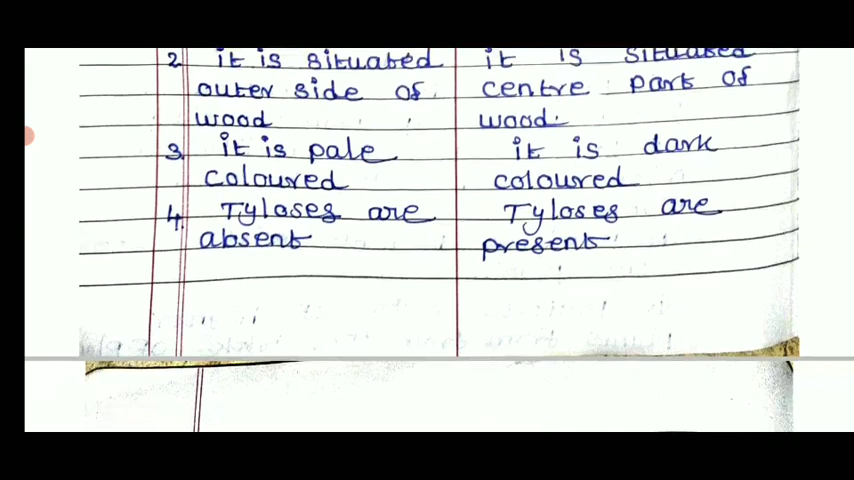 2 it is situated it is situated
outer side of centre part of
wood wood.
3 it is pale it is dark
coloured coloured
4. Tyloses are Tyloses are
absent present